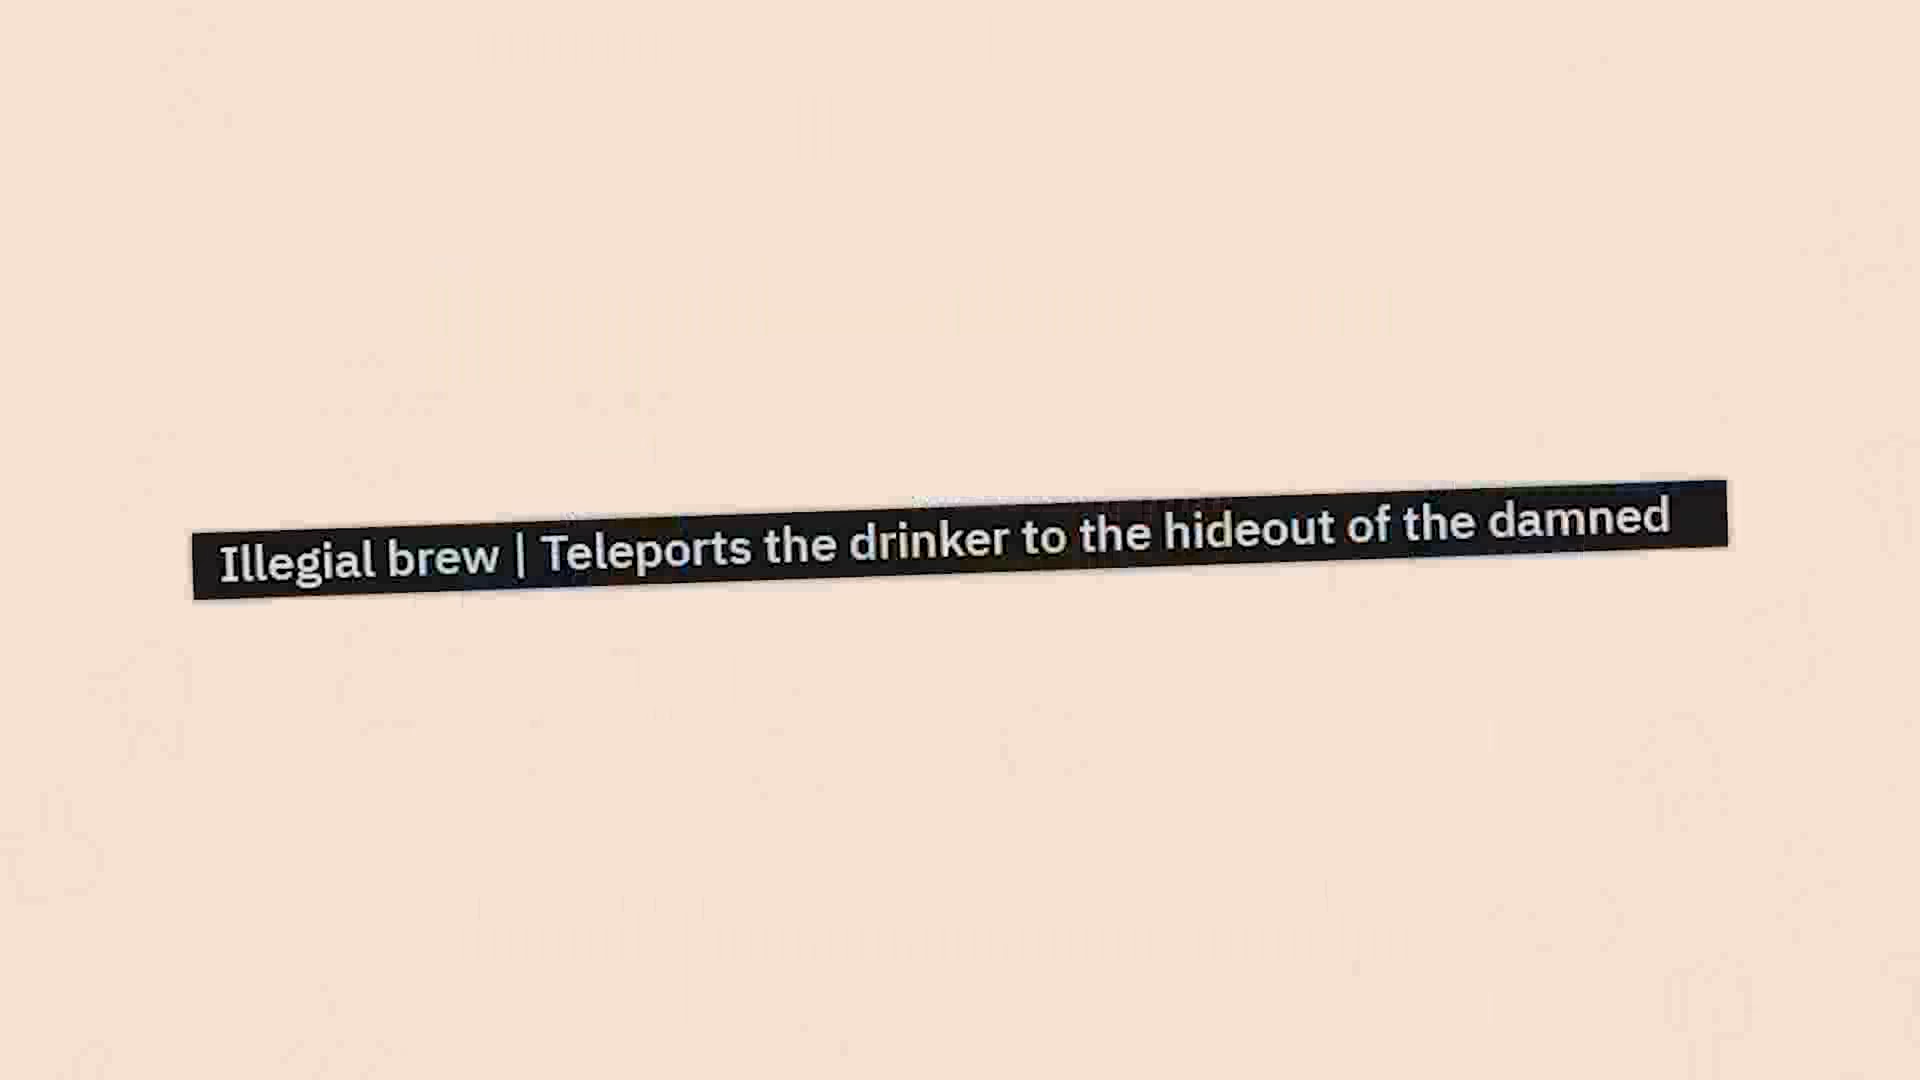 Illegial brew | Teleports the drinker to the hideout of the damned